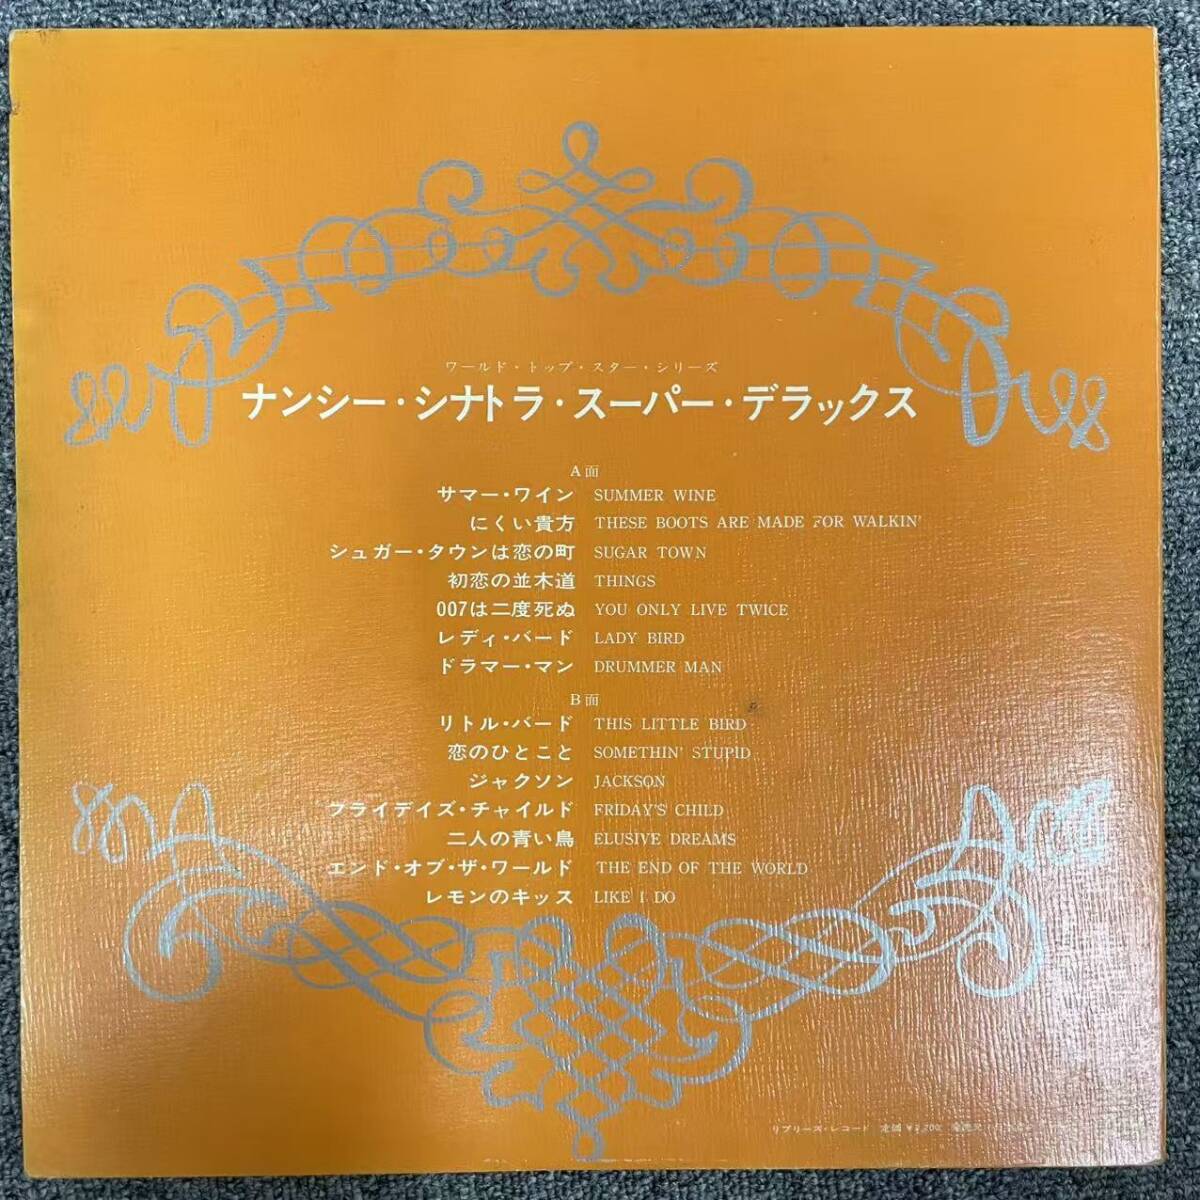 ワールド・トップ・スター・シリーズ
ナンシー・シナトラ・スーパー・デラックス
A面
サマー・ワイン SUMMER WINE
にくい貴方 THESE BOOTS ARE MADE FOR WALKIN'
シュガー・タウンは恋の町 SUGAR TOWN
初恋の並木道 THINGS
007は二度死ぬ YOU ONLY LIVE TWICE
レディ・バード LADY BIRD
ドラマー・マン DRUMMER MAN
B面
リトル・バード THIS LITTLE BIRD
恋のひとこと SOMETHIN' STUPID
ジャクソン JACKSON
フライデイズ・チャイルド FRIDAY'S CHILD
二人の青い鳥 ELUSIVE DREAMS
エンド・オブ・ザ・ワールド THE END OF THE WORLD
レモンのキッス LIKE I DO
リプリーズ・レコード 定価